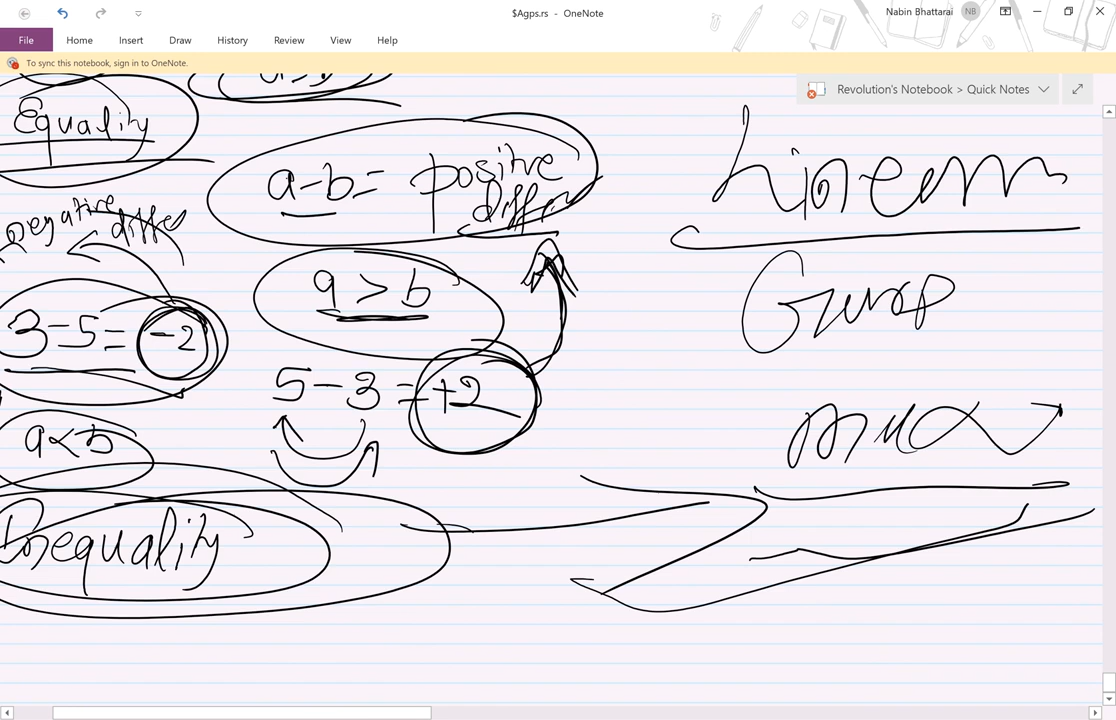 $Agps.rs - OneNote
Nabin Bhattarai NB
File Home Insert Draw History Review View Help
To sync this notebook, sign in to OneNote.
Revolution's Notebook > Quick Notes
Equality
a-b= positive
differ
negative differ
a > b
3-5= -2
5-3=+2
a<b
Inequality